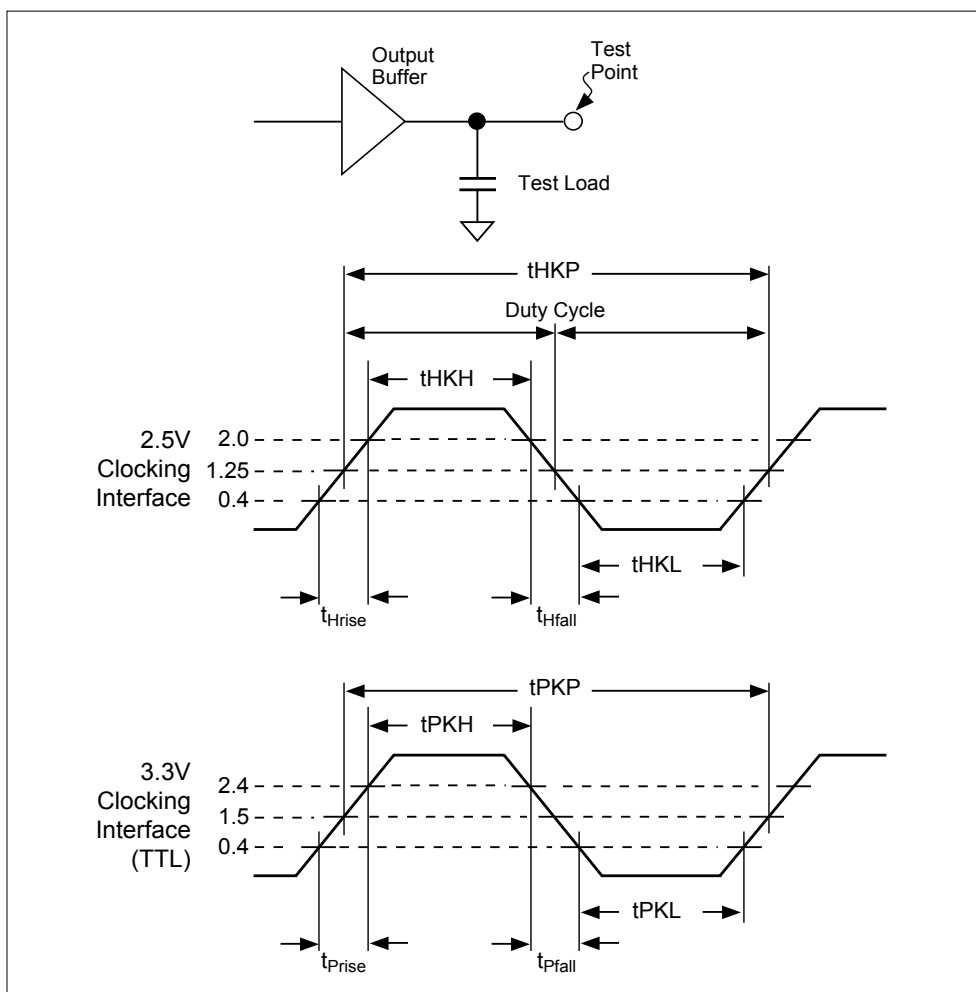 Output
Buffer
Test
Point
Test Load
tHKP
Duty Cycle
tHKH
2.5V
Clocking
Interface
2.0
1.25
0.4
tHKL
tHrise
tHfall
tPKP
tPKH
3.3V
Clocking
Interface
(TTL)
2.4
1.5
0.4
tPKL
tPrise
tPfall